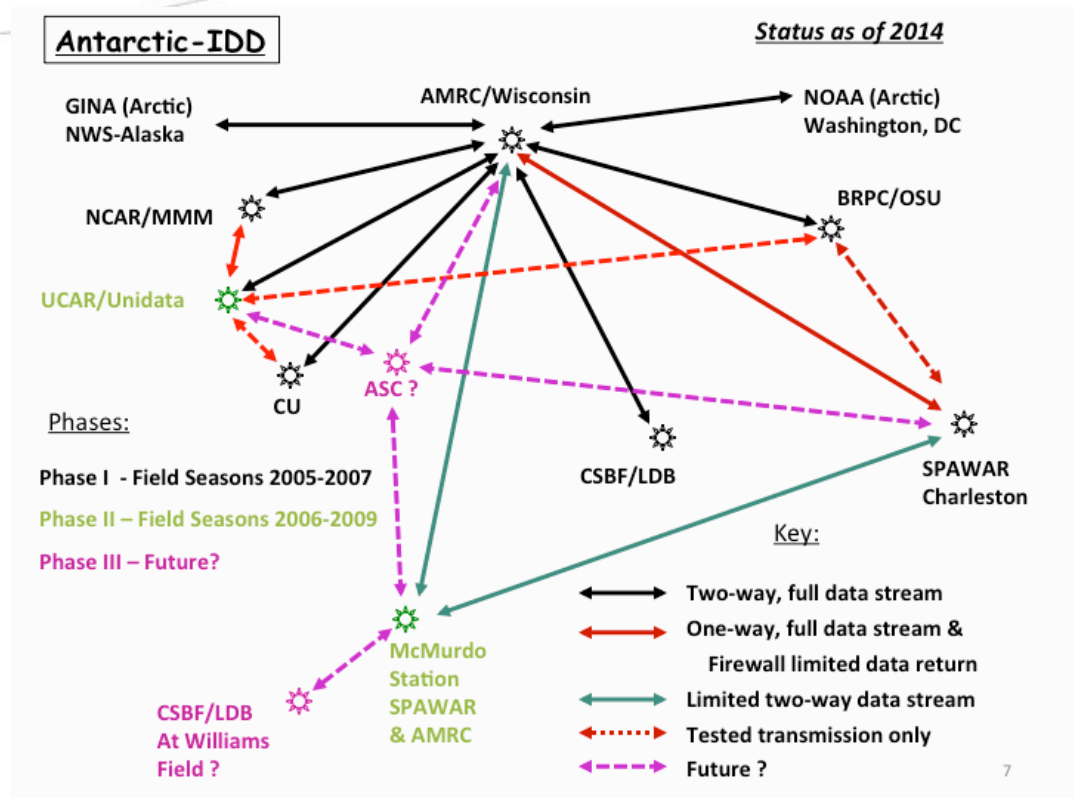 Antarctic-IDD
Status as of 2014
AMRC/Wisconsin
GINA (Arctic)
NWS-Alaska
NOAA (Arctic)
Washington, DC
NCAR/MMM
BRPC/OSU
UCAR/Unidata
ASC ?
CU
CSBF/LDB
SPAWAR
Charleston
Phases:
Phase I - Field Seasons 2005-2007
Phase II – Field Seasons 2006-2009
Phase III – Future?
McMurdo
Station
SPAWAR
& AMRC
CSBF/LDB
At Williams
Field ?
Key:
Two-way, full data stream
One-way, full data stream &
Firewall limited data return
Limited two-way data stream
Tested transmission only
Future ?
7